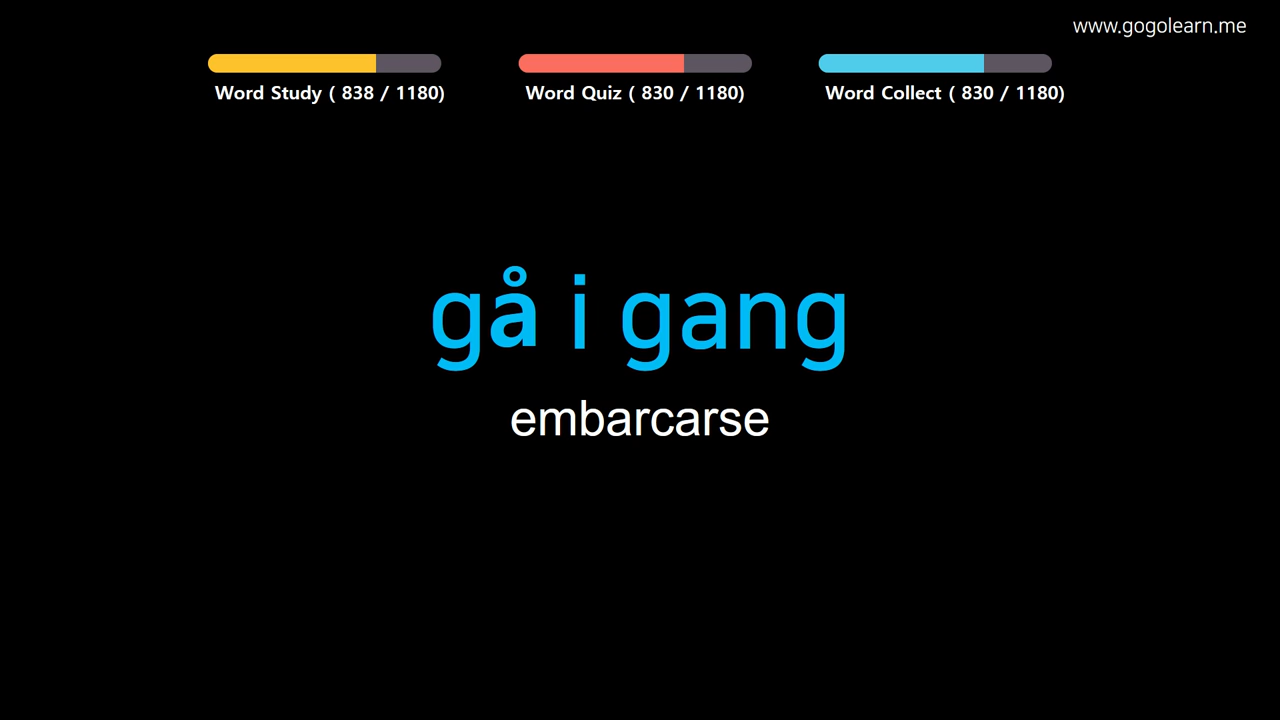 www.gogolearn.me
Word Study ( 838 / 1180)
Word Quiz ( 830 / 1180)
Word Collect ( 830 / 1180)
gå i gang
embarcarse